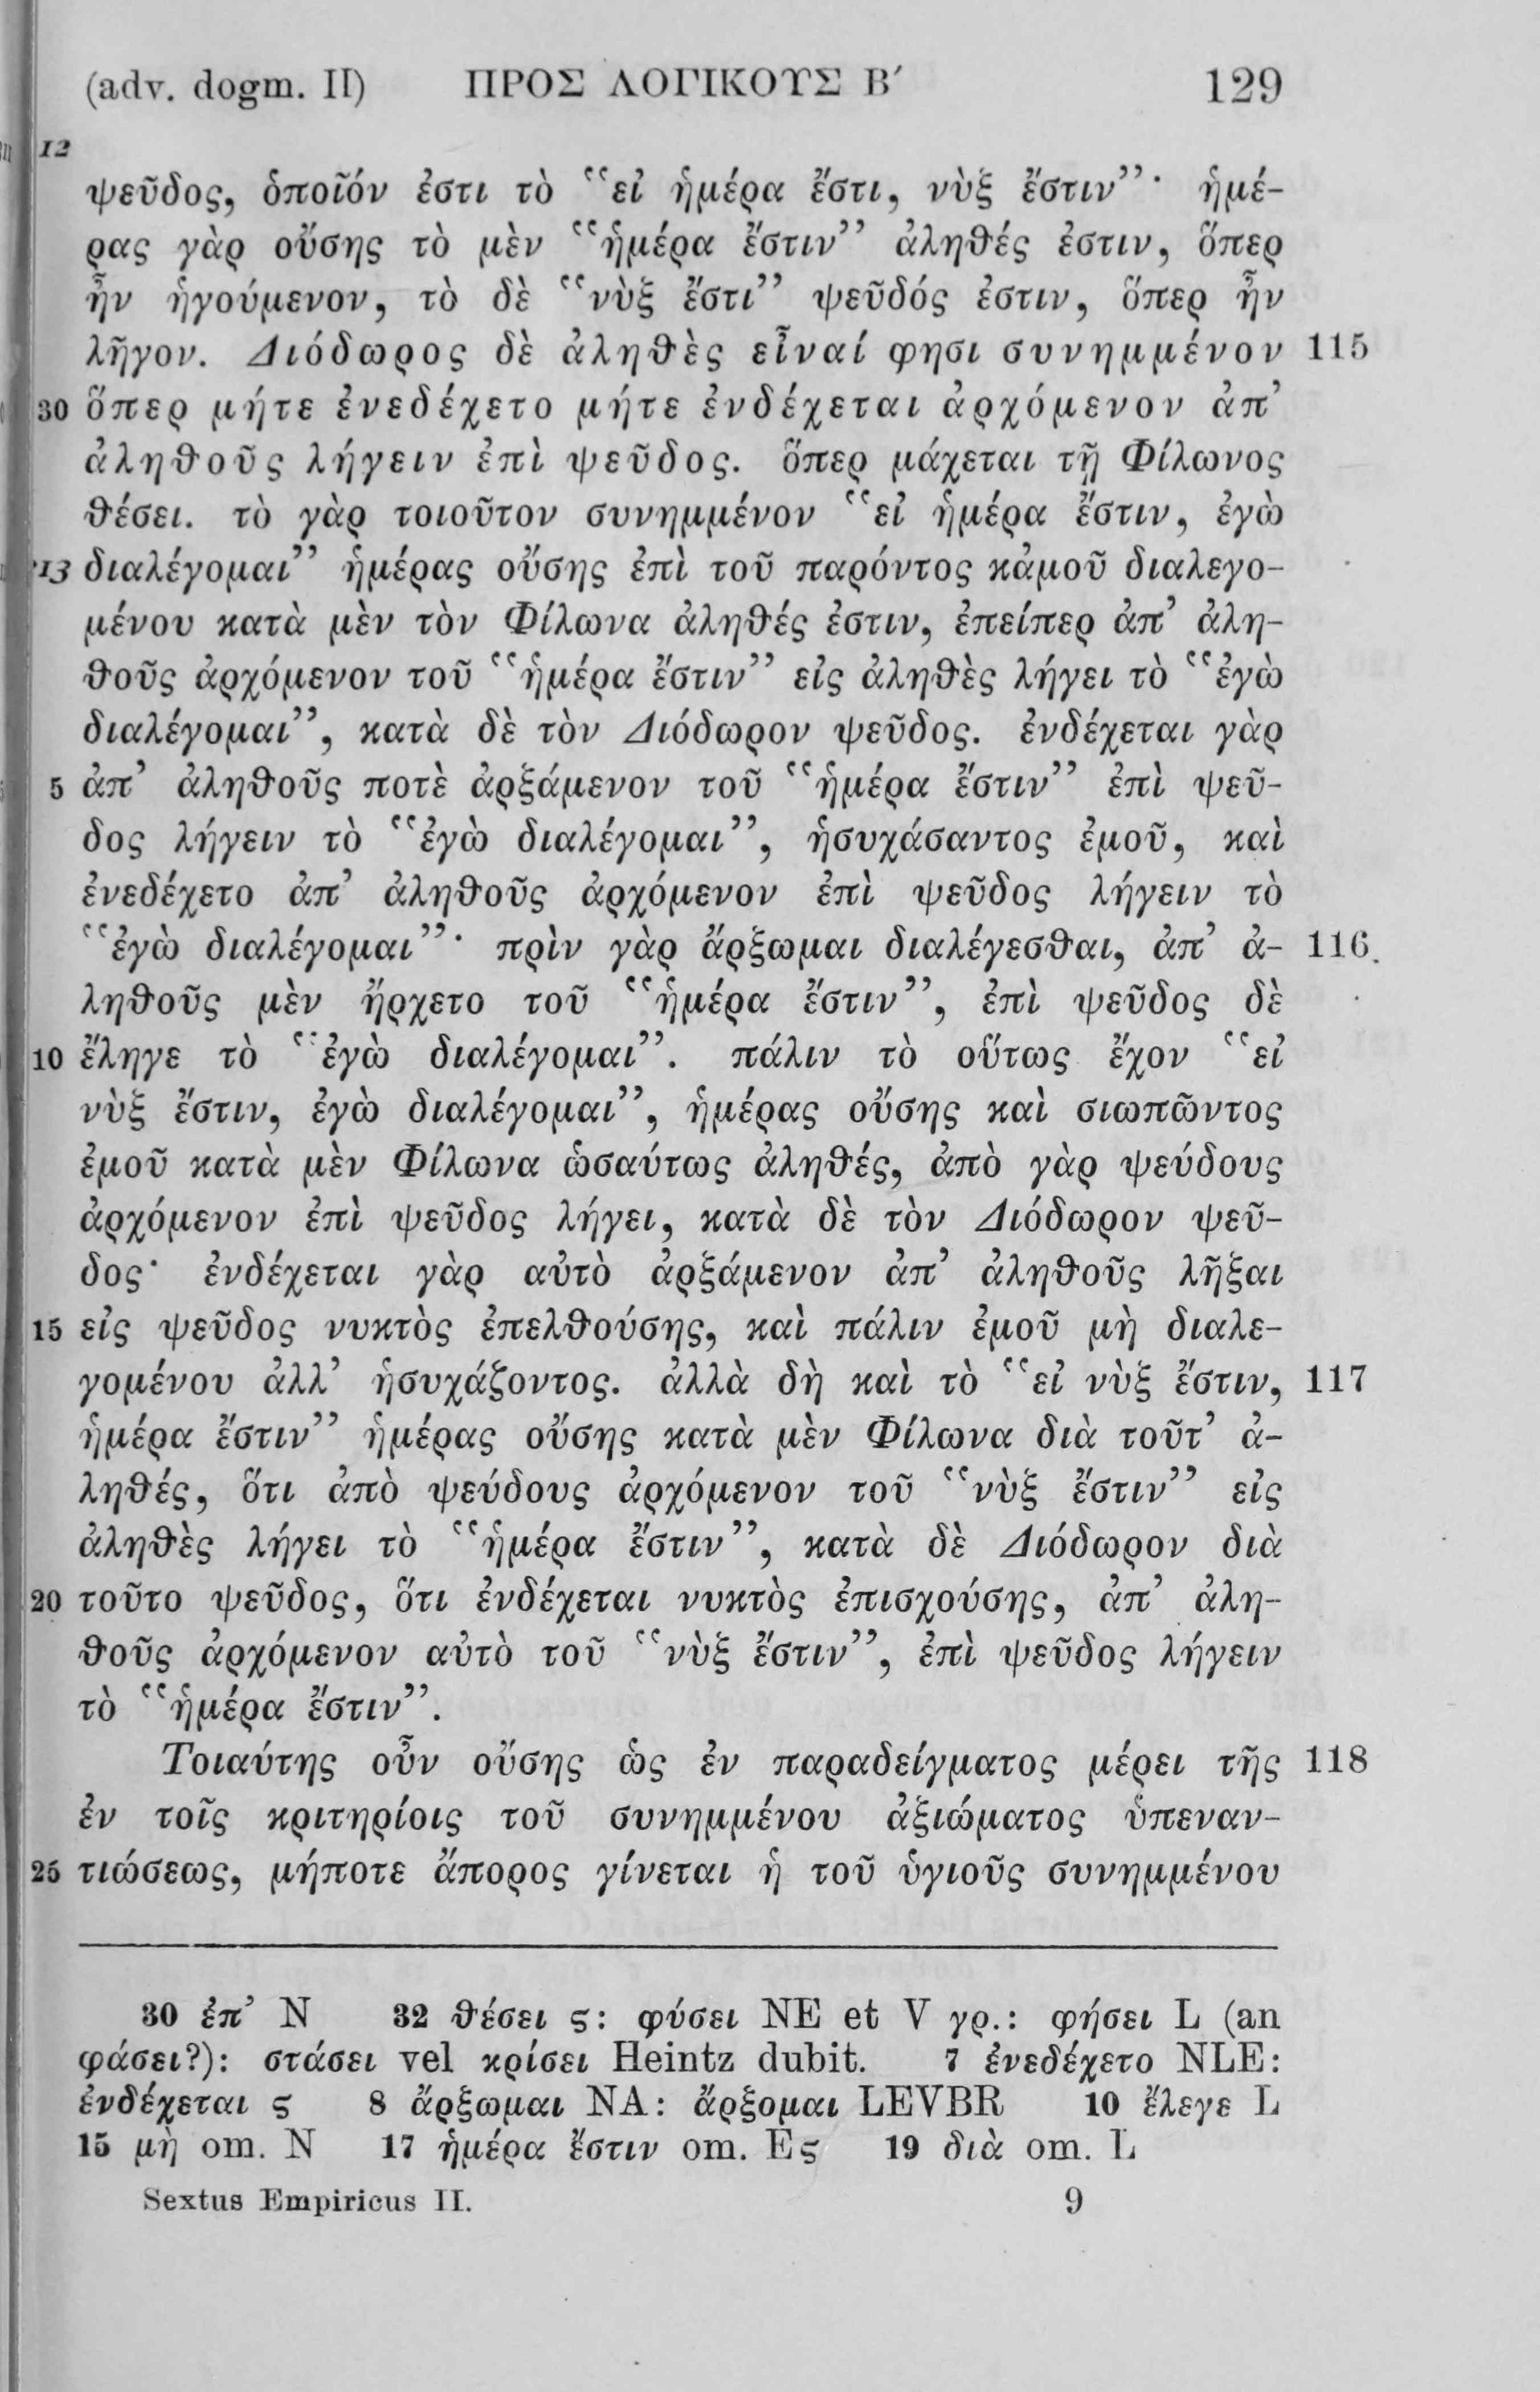 (adv. dogm. II) ΠΡΟΣ ΛΟΓΙΚΟΥΣ Β΄ 129
12
ψεῦδος, ὁποῖόν ἐστι τὸ “εἰ ἡμέρα ἔστι, νὺξ ἔστιν”· ἡμέ-
ρας γὰρ οὔσης τὸ μὲν “ἡμέρα ἔστιν” ἀληθές ἐστιν, ὅπερ
ἦν ἡγούμενον, τὸ δὲ “νὺξ ἔστι” ψεῦδός ἐστιν, ὅπερ ἦν
λῆγον. Διόδωρος δὲ ἀληθὲς εἶναί φησι συνημμένον 115
30 ὅπερ μήτε ἐνεδέχετο μήτε ἐνδέχεται ἀρχόμενον ἀπ’
ἀληθοῦς λήγειν ἐπὶ ψεῦδος. ὅπερ μάχεται τῇ Φίλωνος
θέσει. τὸ γὰρ τοιοῦτον συνημμένον “εἰ ἡμέρα ἔστιν, ἐγὼ
113 διαλέγομαι” ἡμέρας οὔσης ἐπὶ τοῦ παρόντος κἀμοῦ διαλεγο-
μένου κατὰ μὲν τὸν Φίλωνα ἀληθές ἐστιν, ἐπείπερ ἀπ’ ἀλη-
θοῦς ἀρχόμενον τοῦ “ἡμέρα ἔστιν” εἰς ἀληθὲς λήγει τὸ “ἐγὼ
διαλέγομαι”, κατὰ δὲ τὸν Διόδωρον ψεῦδος. ἐνδέχεται γὰρ
5 ἀπ’ ἀληθοῦς ποτὲ ἀρξάμενον τοῦ “ἡμέρα ἔστιν” ἐπὶ ψεῦ-
δος λήγειν τὸ “ἐγὼ διαλέγομαι”, ἡσυχάσαντος ἐμοῦ, καὶ
ἐνεδέχετο ἀπ’ ἀληθοῦς ἀρχόμενον ἐπὶ ψεῦδος λήγειν τὸ
“ἐγὼ διαλέγομαι”· πρὶν γὰρ ἄρξωμαι διαλέγεσθαι, ἀπ’ ἀ- 116
ληθοῦς μὲν ἤρχετο τοῦ “ἡμέρα ἔστιν”, ἐπὶ ψεῦδος δὲ
10 ἔληγε τὸ “ἐγὼ διαλέγομαι”. πάλιν τὸ οὕτως ἔχον “εἰ
νὺξ ἔστιν, ἐγὼ διαλέγομαι”, ἡμέρας οὔσης καὶ σιωπῶντος
ἐμοῦ κατὰ μὲν Φίλωνα ὡσαύτως ἀληθές, ἀπὸ γὰρ ψεύδους
ἀρχόμενον ἐπὶ ψεῦδος λήγει, κατὰ δὲ τὸν Διόδωρον ψεῦ-
δος· ἐνδέχεται γὰρ αὐτὸ ἀρξάμενον ἀπ’ ἀληθοῦς λῆξαι
15 εἰς ψεῦδος νυκτὸς ἐπελθούσης, καὶ πάλιν ἐμοῦ μὴ διαλε-
γομένου ἀλλ’ ἡσυχάζοντος. ἀλλὰ δὴ καὶ τὸ “εἰ νὺξ ἔστιν, 117
ἡμέρα ἔστιν” ἡμέρας οὔσης κατὰ μὲν Φίλωνα διὰ τοῦτ’ ἀ-
ληθές, ὅτι ἀπὸ ψεύδους ἀρχόμενον τοῦ “νὺξ ἔστιν” εἰς
ἀληθὲς λήγει τὸ “ἡμέρα ἔστιν”, κατὰ δὲ Διόδωρον διὰ
20 τοῦτο ψεῦδος, ὅτι ἐνδέχεται νυκτὸς ἐπισχούσης, ἀπ’ ἀλη-
θοῦς ἀρχόμενον αὐτὸ τοῦ “νὺξ ἔστιν”, ἐπὶ ψεῦδος λήγειν
τὸ “ἡμέρα ἔστιν”.
Τοιαύτης οὖν οὔσης ὡς ἐν παραδείγματος μέρει τῆς 118
ἐν τοῖς κριτηρίοις τοῦ συνημμένου ἀξιώματος ὑπεναν-
25 τιώσεως, μήποτε ἄπορος γίνεται ἡ τοῦ ὑγιοῦς συνημμένου
30 ἐπ’ N 32 θέσει ς: φύσει NE et V γρ.: φήσει L (an
φάσει?): στάσει vel κρίσει Heintz dubit. 7 ἐνεδέχετο NLE:
ἐνδέχεται ς 8 ἄρξωμαι NA: ἄρξομαι LEVBR 10 ἔλεγε L
15 μὴ om. N 17 ἡμέρα ἔστιν om. Eς 19 διὰ om. L
Sextus Empiricus II. 9